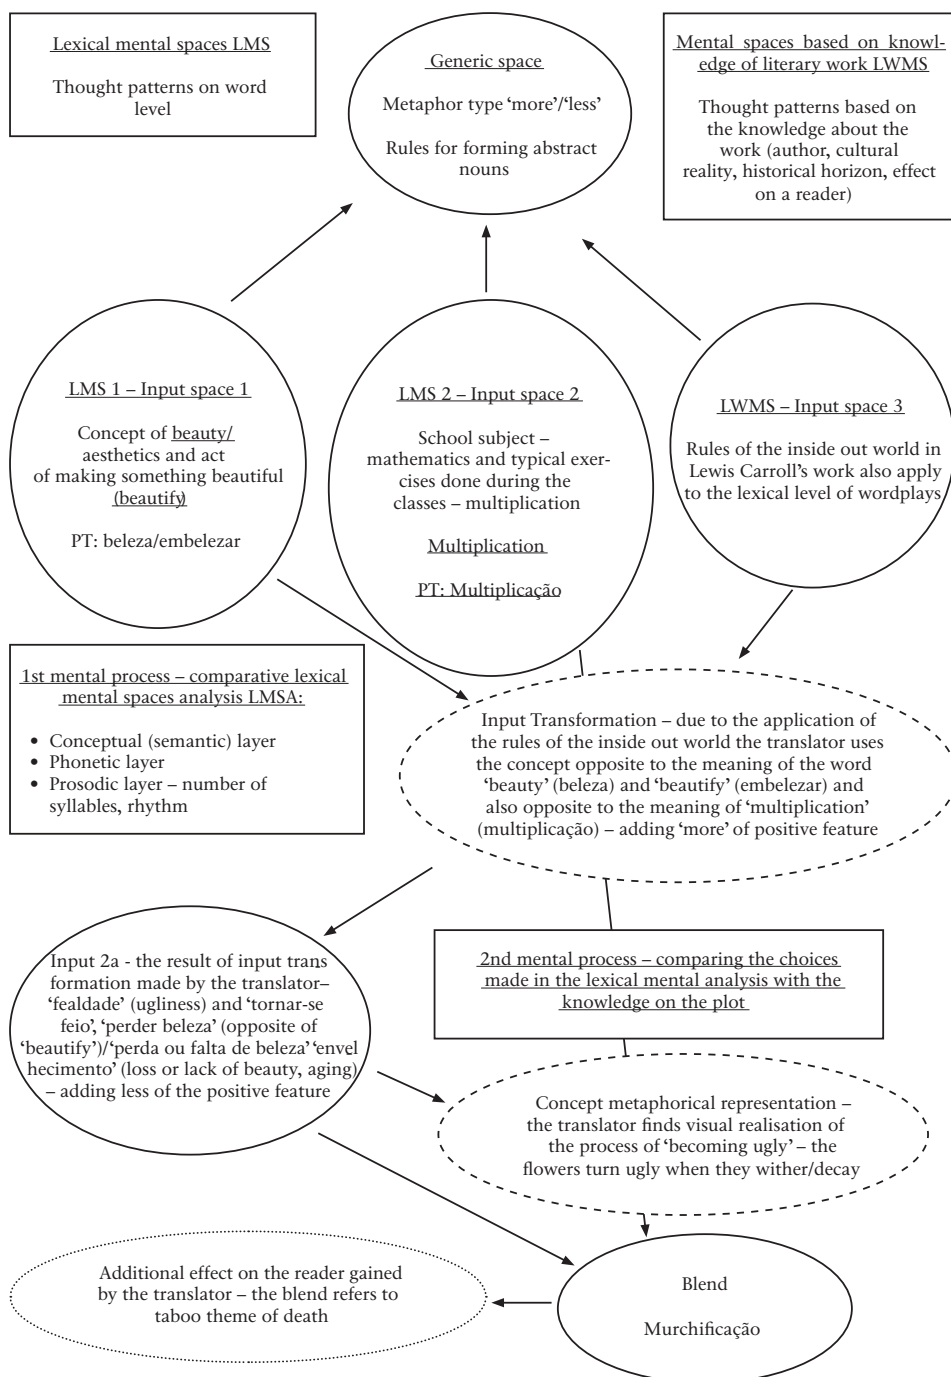 Lexical mental spaces LMS
Thought patterns on word
level
Generic space
Metaphor type ‘more’/‘less’
Rules for forming abstract
nouns
Mental spaces based on knowl-
edge of literary work LWMS
Thought patterns based on
the knowledge about the
work (author, cultural
reality, historical horizon, effect
on a reader)
LMS 1 – Input space 1
Concept of beauty/
aesthetics and act
of making something beautiful
(beautify)
PT: beleza/embelezar
LMS 2 – Input space 2
School subject –
mathematics and typical exer-
cises done during the
classes – multiplication
Multiplication
PT: Multiplicação
LWMS – Input space 3
Rules of the inside out world in
Lewis Carroll’s work also apply
to the lexical level of wordplays
1st mental process – comparative lexical
mental spaces analysis LMSA:
• Conceptual (semantic) layer
• Phonetic layer
• Prosodic layer – number of
syllables, rhythm
Input Transformation – due to the application of
the rules of the inside out world the translator uses
the concept opposite to the meaning of the word
‘beauty’ (beleza) and ‘beautify’ (embelezar) and
also opposite to the meaning of ‘multiplication’
(multiplicação) – adding ‘more’ of positive feature
Input 2a - the result of input trans
formation made by the translator–
‘fealdade’ (ugliness) and ‘tornar-se
feio’, ‘perder beleza’ (opposite of
‘beautify’)/‘perda ou falta de beleza’ ‘envel
hecimento’ (loss or lack of beauty, aging)
– adding less of the positive feature
2nd mental process – comparing the choices
made in the lexical mental analysis with the
knowledge on the plot
Concept metaphorical representation –
the translator finds visual realisation of
the process of ‘becoming ugly’ – the
flowers turn ugly when they wither/decay
Additional effect on the reader gained
by the translator – the blend refers to
taboo theme of death
Blend
Murchificação